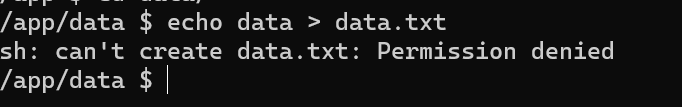 /app/data $ echo data > data.txt
sh: can't create data.txt: Permission denied
/app/data $